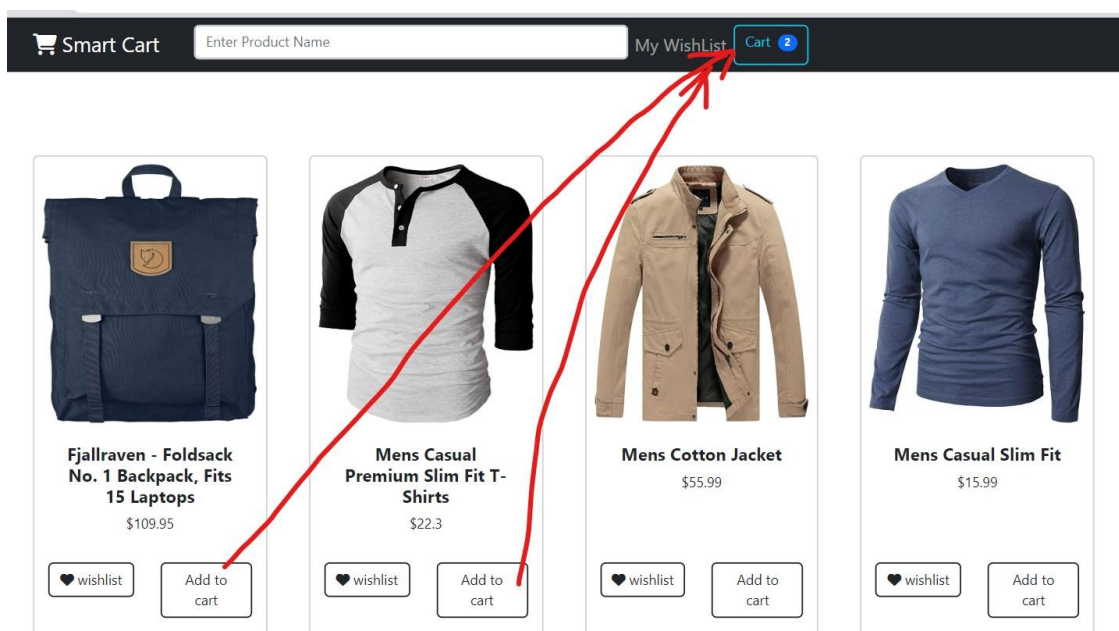 Smart Cart
Enter Product Name
My WishList
Cart 2
Fjallraven - Foldsack
No. 1 Backpack, Fits
15 Laptops
$109.95
wishlist
Add to
cart
Mens Casual
Premium Slim Fit T-
Shirts
$22.3
wishlist
Add to
cart
Mens Cotton Jacket
$55.99
wishlist
Add to
cart
Mens Casual Slim Fit
$15.99
wishlist
Add to
cart